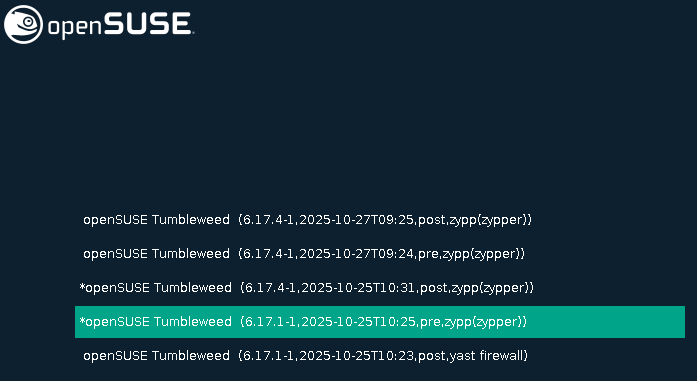 openSUSE
openSUSE Tumbleweed (6.17.4-1,2025-10-27T09:25,post,zypp(zypper))
openSUSE Tumbleweed (6.17.4-1,2025-10-27T09:24,pre,zypp(zypper))
*openSUSE Tumbleweed (6.17.4-1,2025-10-25T10:31,post,zypp(zypper))
*openSUSE Tumbleweed (6.17.1-1,2025-10-25T10:25,pre,zypp(zypper))
openSUSE Tumbleweed (6.17.1-1,2025-10-25T10:23,post,yast firewall)